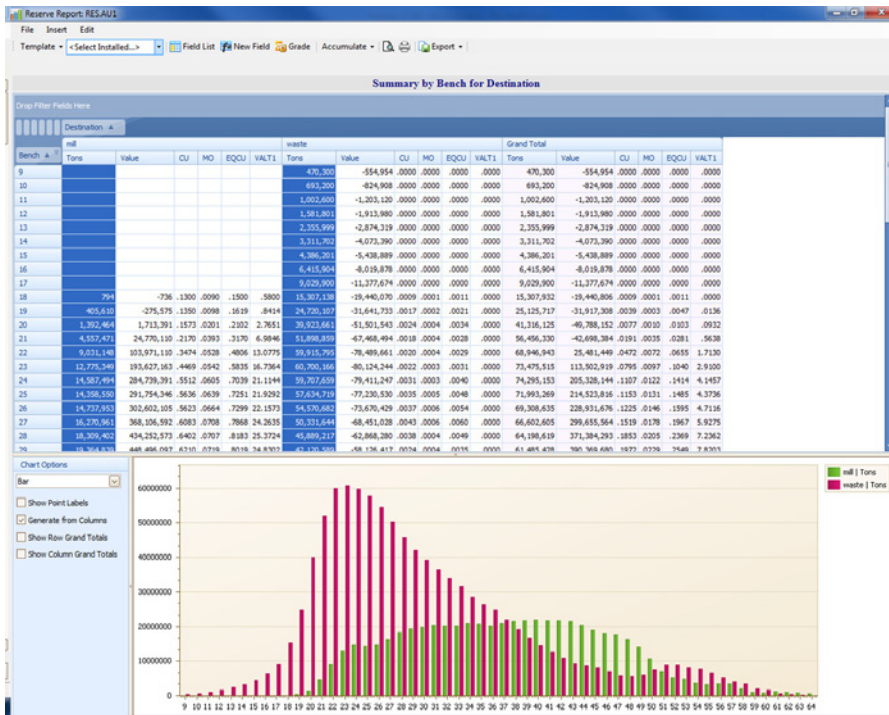 Reserve Report: RES.AU1
File Insert Edit
Template <Select Installed...> Field List New Field Grade Accumulate Export
Summary by Bench for Destination
Drop Filter Fields Here
Destination
mill waste Grand Total
Bench Tons Value CU MO EQCU VALT1 Tons Value CU MO EQCU VALT1 Tons Value CU MO EQCU VALT1
9 470,300 -554,954 .0000 .0000 .0000 .0000 470,300 -554,954 .0000 .0000 .0000 .0000
10 693,200 -824,908 .0000 .0000 .0000 .0000 693,200 -824,908 .0000 .0000 .0000 .0000
11 1,002,600 -1,203,120 .0000 .0000 .0000 .0000 1,002,600 -1,203,120 .0000 .0000 .0000 .0000
12 1,581,801 -1,913,980 .0000 .0000 .0000 .0000 1,581,801 -1,913,980 .0000 .0000 .0000 .0000
13 2,355,999 -2,874,319 .0000 .0000 .0000 .0000 2,355,999 -2,874,319 .0000 .0000 .0000 .0000
14 3,311,702 -4,073,390 .0000 .0000 .0000 .0000 3,311,702 -4,073,390 .0000 .0000 .0000 .0000
15 4,386,201 -5,438,889 .0000 .0000 .0000 .0000 4,386,201 -5,438,889 .0000 .0000 .0000 .0000
16 6,415,904 -8,019,878 .0000 .0000 .0000 .0000 6,415,904 -8,019,878 .0000 .0000 .0000 .0000
17 9,029,900 -11,377,674 .0000 .0000 .0000 .0000 9,029,900 -11,377,674 .0000 .0000 .0000 .0000
18 794 -736 .1300 .0090 .1500 .5800 15,307,138 -19,440,070 .0009 .0001 .0011 .0000 15,307,932 -19,440,806 .0009 .0001 .0011 .0000
19 405,610 -275,575 .1350 .0098 .1619 .8414 24,720,107 -31,641,733 .0017 .0002 .0021 .0000 25,125,717 -31,917,308 .0039 .0003 .0047 .0136
20 1,392,464 1,713,391 .1573 .0201 .2102 2.7651 39,923,661 -51,501,543 .0024 .0004 .0034 .0000 41,316,125 -49,788,152 .0077 .0010 .0103 .0932
21 4,557,471 24,770,110 .2170 .0393 .3170 6.9846 51,898,859 -67,468,494 .0018 .0004 .0028 .0000 56,456,330 -42,698,384 .0191 .0035 .0281 .5638
22 9,031,148 103,971,110 .3474 .0528 .4806 13.0775 59,915,795 -78,489,661 .0020 .0004 .0029 .0000 68,946,943 25,481,449 .0472 .0072 .0655 1.7130
23 12,775,349 193,627,163 .4469 .0542 .5835 16.7364 60,700,166 -80,124,244 .0022 .0003 .0031 .0000 73,475,515 113,502,919 .0795 .0097 .1040 2.9100
24 14,587,494 284,739,391 .5512 .0605 .7039 21.1144 59,707,659 -79,411,247 .0031 .0003 .0040 .0000 74,295,153 205,328,144 .1107 .0122 .1414 4.1457
25 14,358,550 291,754,346 .5636 .0639 .7251 21.9292 57,634,719 -77,230,530 .0035 .0005 .0048 .0000 71,993,269 214,523,816 .1153 .0131 .1485 4.3736
26 14,737,953 302,602,105 .5623 .0664 .7299 22.1573 54,570,682 -73,670,429 .0037 .0006 .0054 .0000 69,308,635 228,931,676 .1225 .0146 .1595 4.7116
27 16,270,961 368,106,592 .6083 .0708 .7868 24.2635 50,331,644 -68,451,028 .0043 .0006 .0060 .0000 66,602,605 299,655,564 .1519 .0178 .1967 5.9275
28 18,309,402 434,252,573 .6402 .0707 .8183 25.3724 45,889,217 -62,868,280 .0038 .0004 .0049 .0000 64,198,619 371,384,293 .1853 .0205 .2369 7.2362
Chart Options
Bar
Show Point Labels
Generate from Columns
Show Row Grand Totals
Show Column Grand Totals
60000000
50000000
40000000
30000000
20000000
10000000
0
9 10 11 12 13 14 15 16 17 18 19 20 21 22 23 24 25 26 27 28 29 30 31 32 33 34 35 36 37 38 39 40 41 42 43 44 45 46 47 48 49 50 51 52 53 54 55 56 57 58 59 60 61 62 63 64
mill | Tons
waste | Tons